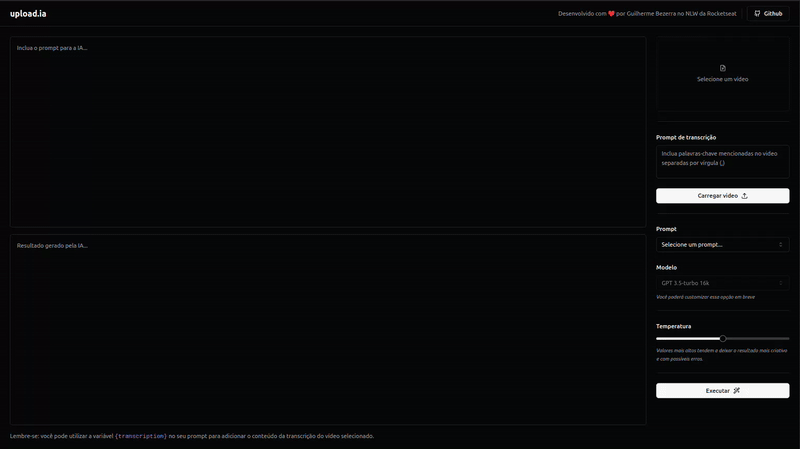 upload.ia
Desenvolvido com ❤️ por Guilherme Bezerra no NLW da Rocketseat
Github
Inclua o prompt para a IA...
Resultado gerado pela IA...
Lembre-se: você pode utilizar a variável {transcription} no seu prompt para adicionar o conteúdo da transcrição do vídeo selecionado.
Selecione um vídeo
Prompt de transcrição
Inclua palavras-chave mencionadas no vídeo
separadas por vírgula (,)
Carregar vídeo
Prompt
Selecione um prompt...
Modelo
GPT 3.5-turbo 16k
Você poderá customizar essa opção em breve
Temperatura
Valores mais altos tendem a deixar o resultado mais criativo
e com possíveis erros.
Executar